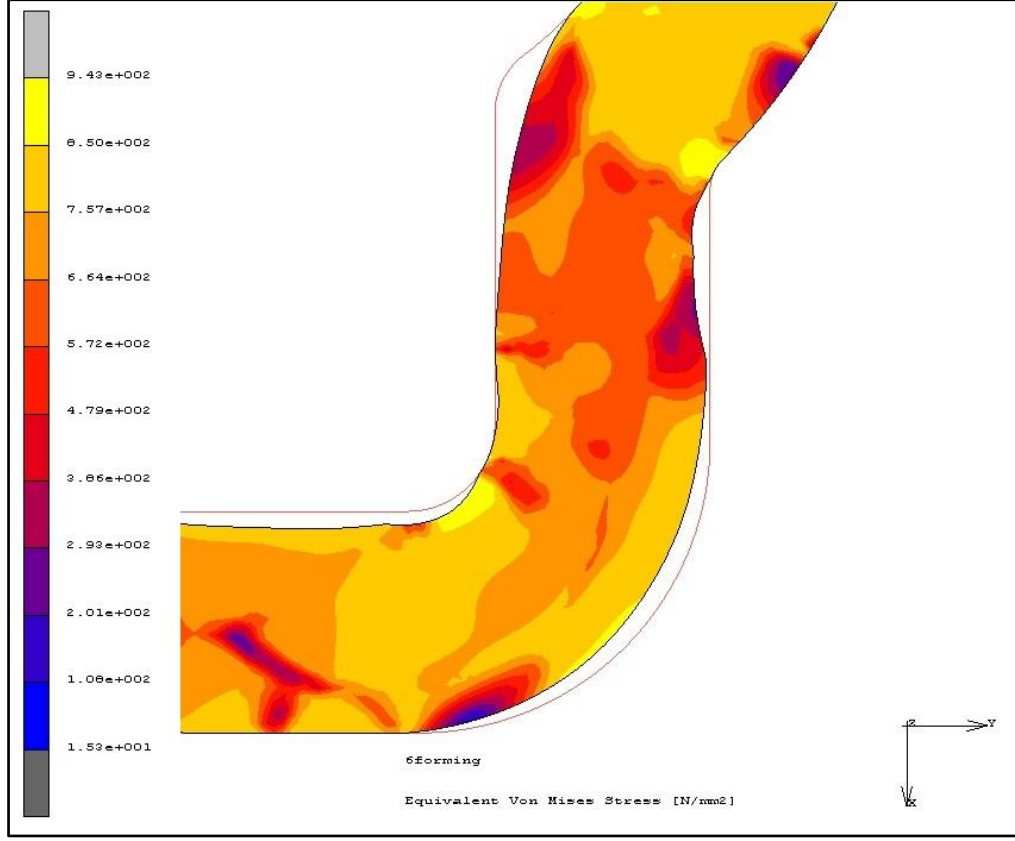 9.43e+002
8.50e+002
7.57e+002
6.64e+002
5.72e+002
4.79e+002
3.86e+002
2.93e+002
2.01e+002
1.08e+002
1.53e+001
Z
Y
X
6forming
Equivalent Von Mises Stress [N/mm2]